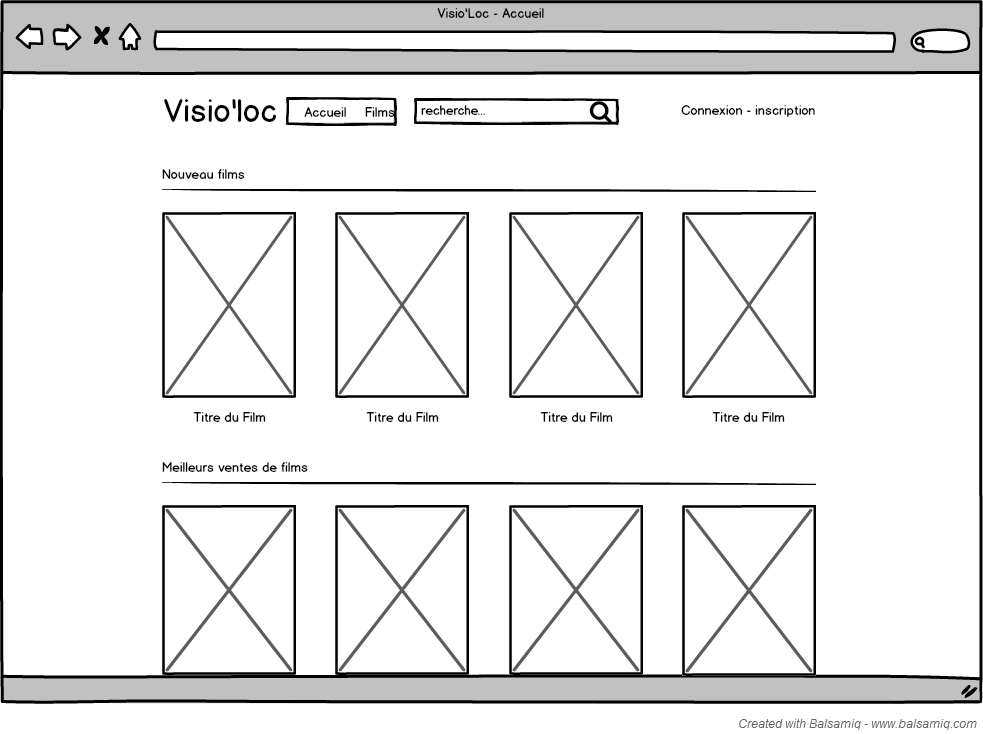 Visio'Loc - Accueil
Visio'loc Accueil Films recherche... Connexion - inscription
Nouveau films
Titre du Film Titre du Film Titre du Film Titre du Film
Meilleurs ventes de films
Created with Balsamiq - www.balsamiq.com